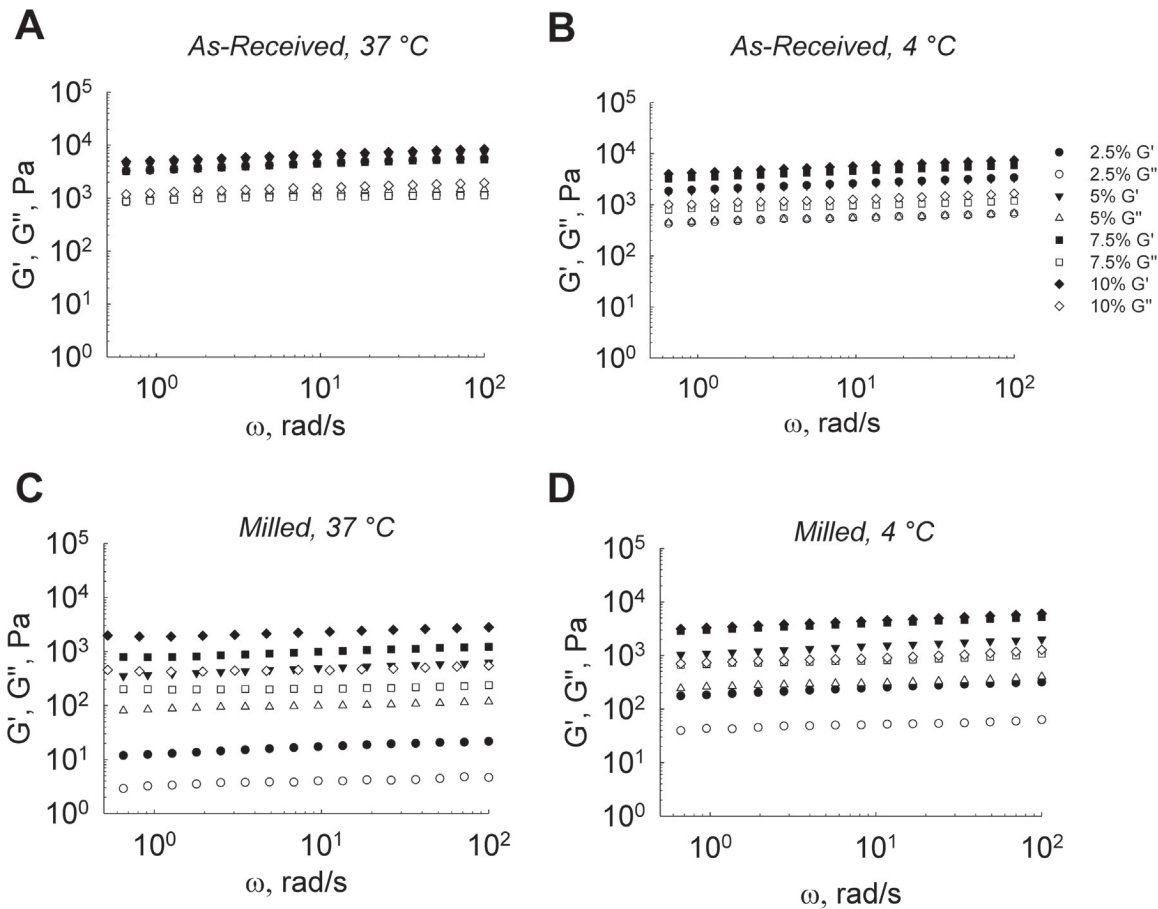 A
As-Received, 37 °C
G', G", Pa
10⁵
10⁴
10³
10²
10¹
10⁰
10⁰
10¹
10²
ω, rad/s
B
As-Received, 4 °C
G', G", Pa
10⁵
10⁴
10³
10²
10¹
10⁰
10⁰
10¹
10²
ω, rad/s
2.5% G'
2.5% G"
5% G'
5% G"
7.5% G'
7.5% G"
10% G'
10% G"
C
Milled, 37 °C
G', G", Pa
10⁵
10⁴
10³
10²
10¹
10⁰
10⁰
10¹
10²
ω, rad/s
D
Milled, 4 °C
G', G", Pa
10⁵
10⁴
10³
10²
10¹
10⁰
10⁰
10¹
10²
ω, rad/s